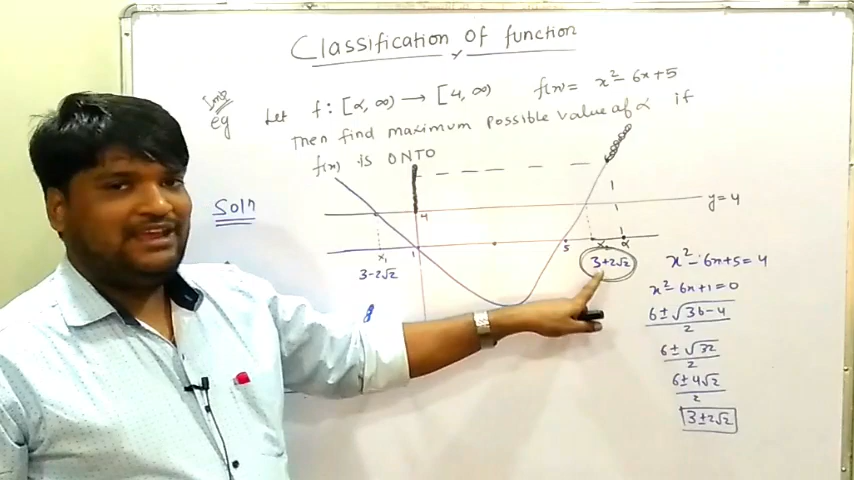 Classification of function
Imp
eg Let f: [α, ∞) → [4, ∞) f(x)= x²-6x+5
Then find maximum possible value of α if
f(x) is ONTO
Solⁿ
4
y=4
x₁ 1 5 x₂ α
3-2√2 3+2√2
x²-6x+5=4
x²-6x+1=0
6±√36-4
2
6±√32
2
6±4√2
2
3±2√2